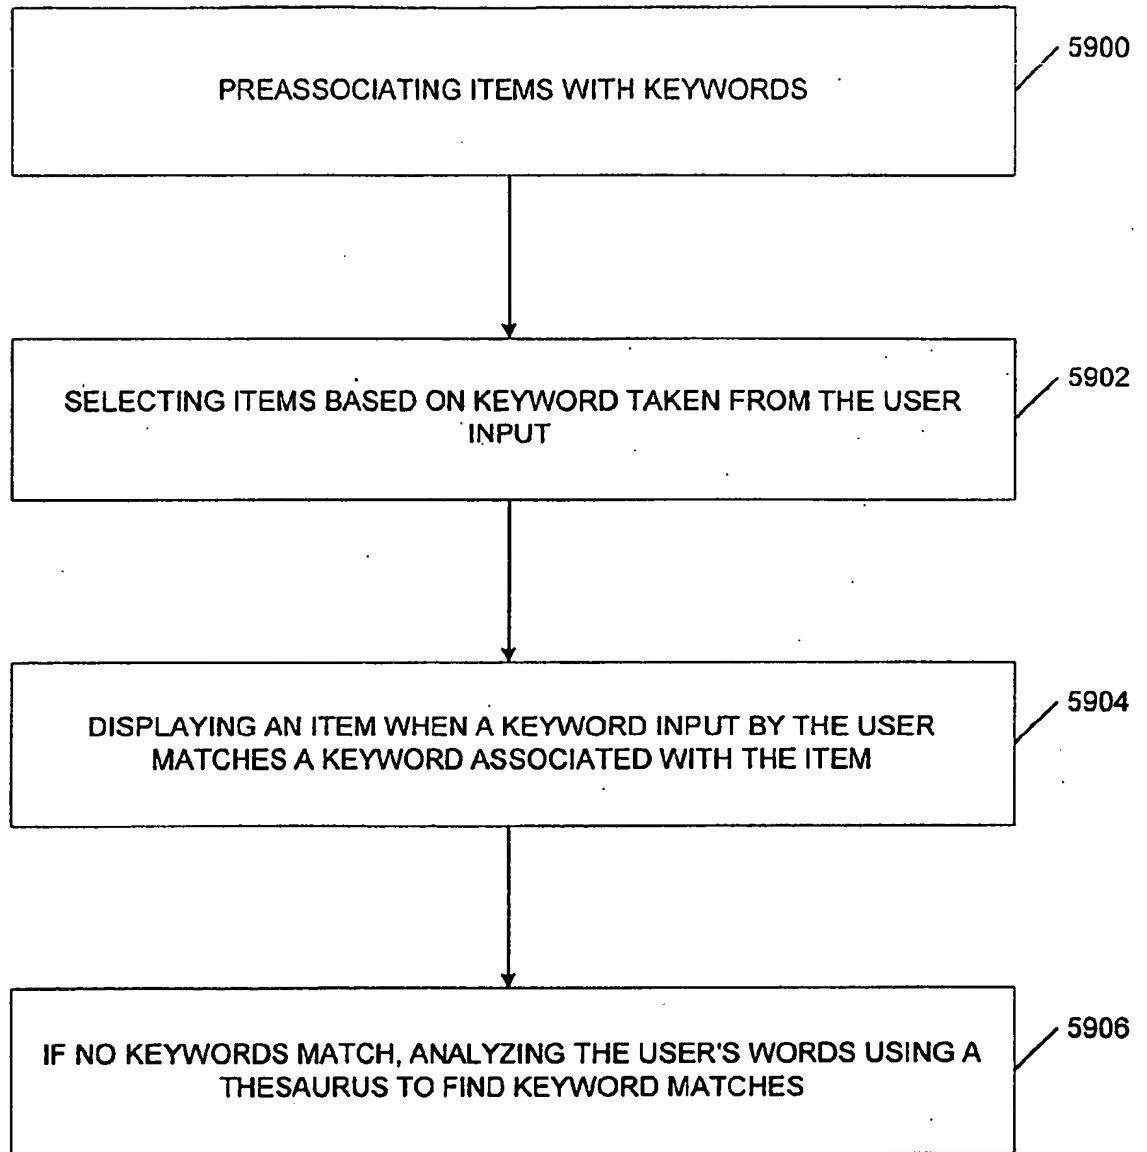 PREASSOCIATING ITEMS WITH KEYWORDS
5900
SELECTING ITEMS BASED ON KEYWORD TAKEN FROM THE USER
INPUT
5902
DISPLAYING AN ITEM WHEN A KEYWORD INPUT BY THE USER
MATCHES A KEYWORD ASSOCIATED WITH THE ITEM
5904
IF NO KEYWORDS MATCH, ANALYZING THE USER'S WORDS USING A
THESAURUS TO FIND KEYWORD MATCHES
5906